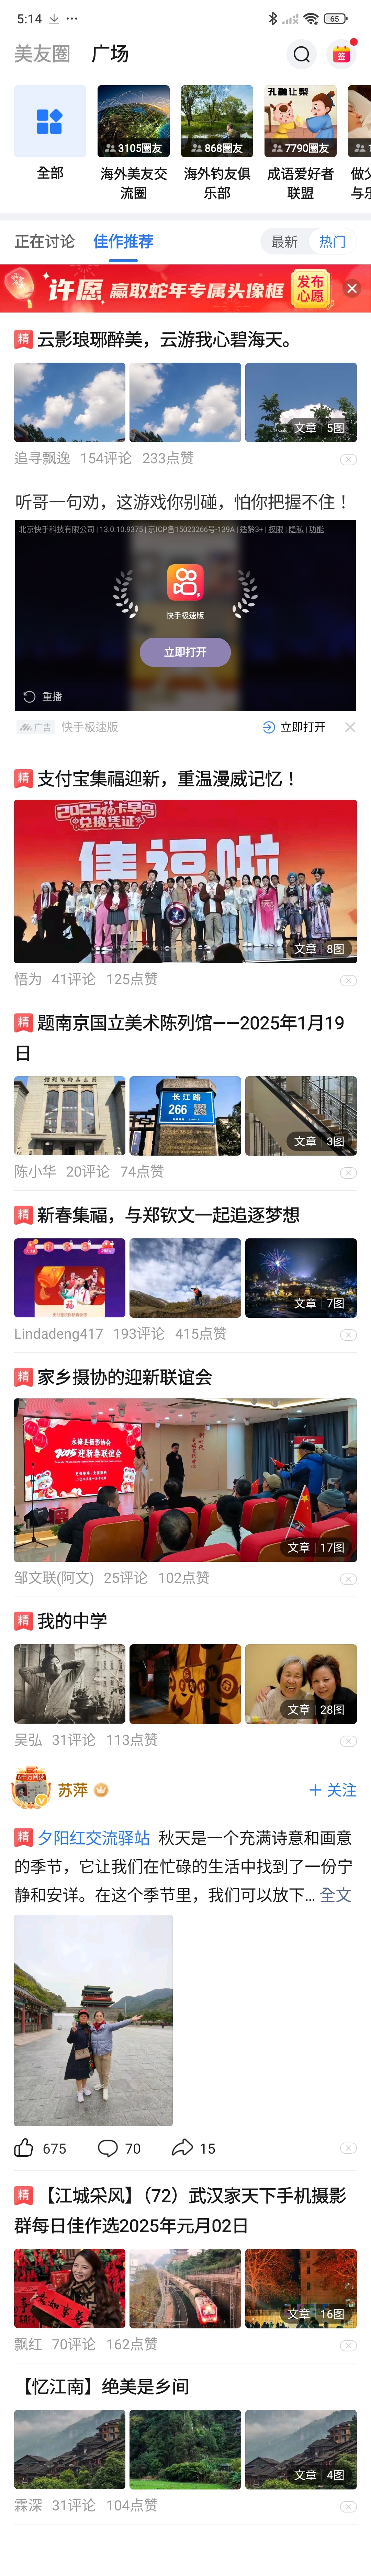 5:14
65
美友圈
广场
签
全部
3105圈友
海外美友交
流圈
868圈友
海外钓友俱
乐部
孔融让梨
7790圈友
成语爱好者
联盟
做父
与乐
正在讨论
佳作推荐
最新
热门
许愿 赢取蛇年专属头像框
发布
心愿
精 云影琅琊醉美，云游我心碧海天。
文章 5图
追寻飘逸 154评论 233点赞
听哥一句劝，这游戏你别碰，怕你把握不住！
北京快手科技有限公司 | 13.0.10.9375 | 京ICP备15023266号-139A | 适龄3+ | 权限 | 隐私 | 功能
快手极速版
立即打开
重播
广告 快手极速版
立即打开
精 支付宝集福迎新，重温漫威记忆！
2025福卡早鸟
兑换凭证
集福啦
文章 8图
悟为 41评论 125点赞
精 题南京国立美术陈列馆——2025年1月19
日
长江路
266
文章 3图
陈小华 20评论 74点赞
精 新春集福，与郑钦文一起追逐梦想
福
文章 7图
Lindadeng417 193评论 415点赞
精 家乡摄协的迎新联谊会
永修县摄影协会
2025迎新春联谊会
文章 17图
邹文联(阿文) 25评论 102点赞
精 我的中学
文章 28图
吴弘 31评论 113点赞
苏萍
+ 关注
精 夕阳红交流驿站 秋天是一个充满诗意和画意
的季节，它让我们在忙碌的生活中找到了一份宁
静和安详。在这个季节里，我们可以放下... 全文
675
70
15
精 【江城采风】（72）武汉家天下手机摄影
群每日佳作选2025年元月02日
文章 16图
飘红 70评论 162点赞
【忆江南】绝美是乡间
文章 4图
霖深 31评论 104点赞